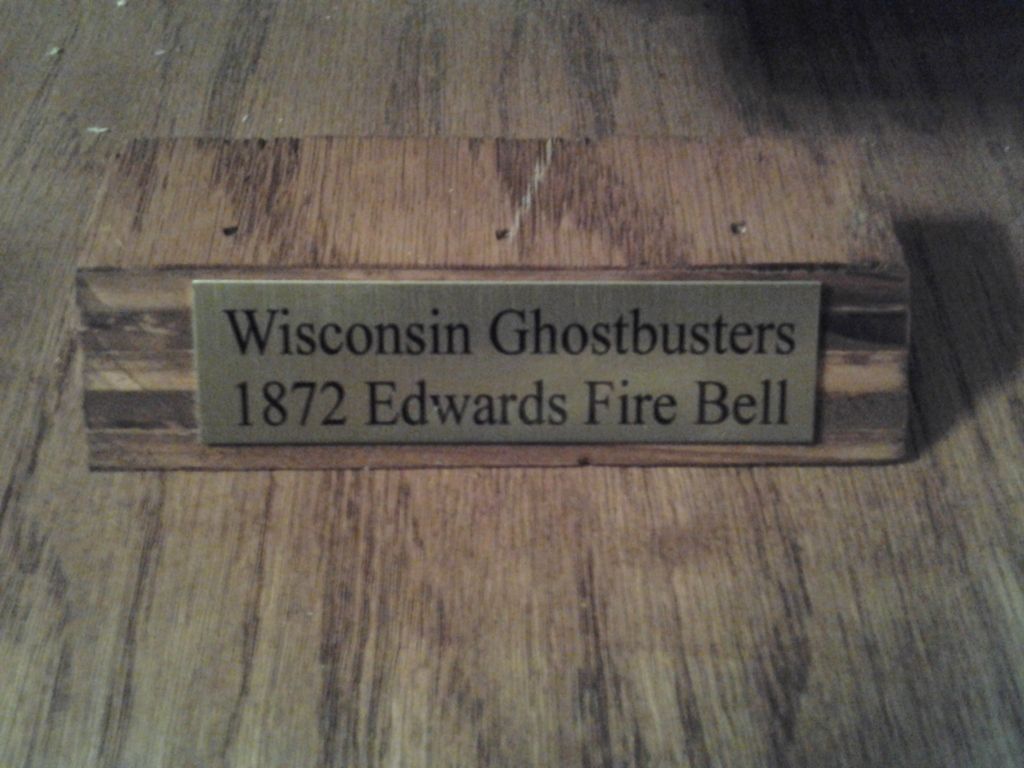 Wisconsin Ghostbusters
1872 Edwards Fire Bell